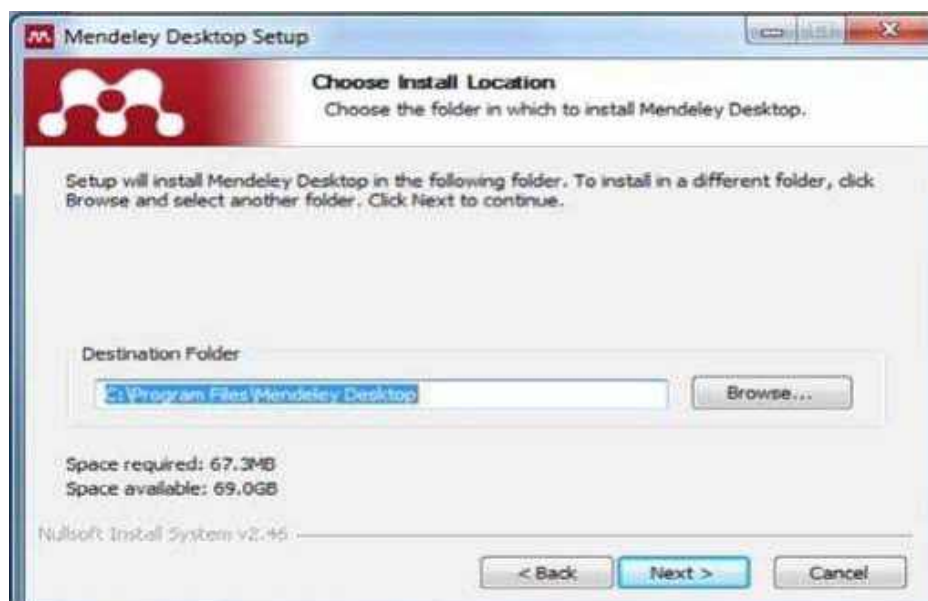 Mendeley Desktop Setup
Choose Install Location
Choose the folder in which to install Mendeley Desktop.
Setup will install Mendeley Desktop in the following folder. To install in a different folder, click
Browse and select another folder. Click Next to continue.
Destination Folder
C:\Program Files\Mendeley Desktop
Browse...
Space required: 67.3MB
Space available: 69.0GB
Nullsoft Install System v2.46
< Back
Next >
Cancel